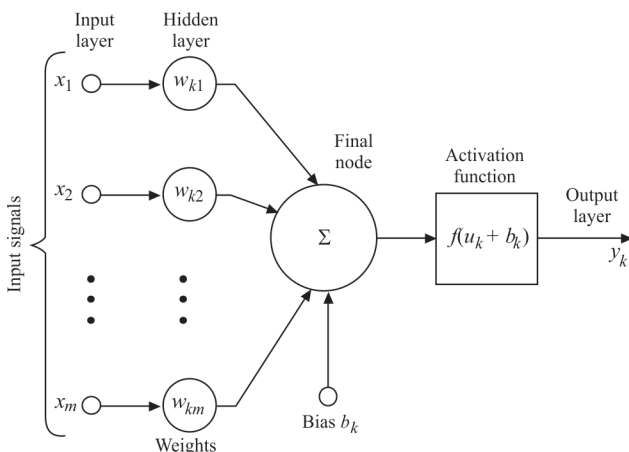 Input
layer
Hidden
layer
Input signals
x1
wk1
x2
wk2
xm
wkm
Weights
Final
node
Σ
Bias bk
Activation
function
f(uk + bk)
Output
layer
yk